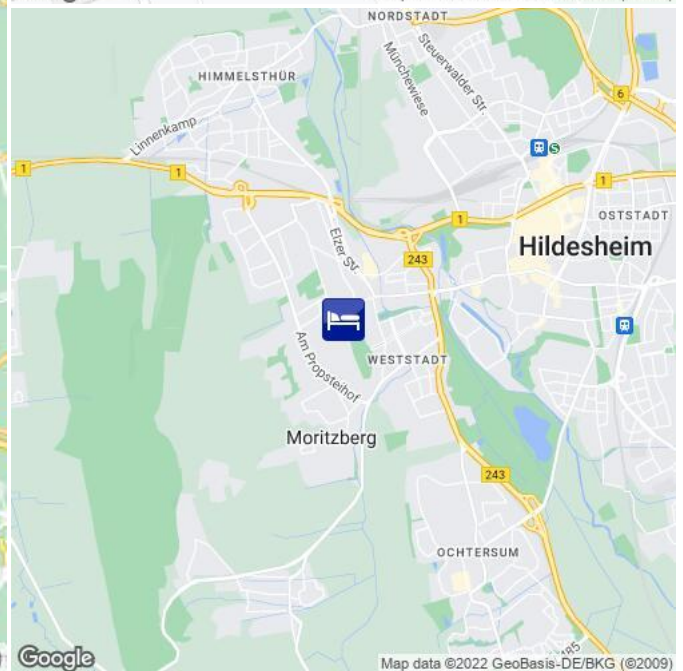 NORDSTADT
Steuerwalder Str.
Münchewiese
HIMMELSTHÜR
6
Linnenkamp
S
1
1
1
1
OSTSTADT
Elzer Str.
Hildesheim
243
Am Propsteihof
WESTSTADT
Moritzberg
243
OCHTERSUM
Google
Map data ©2022 GeoBasis-DE/BKG (©2009)